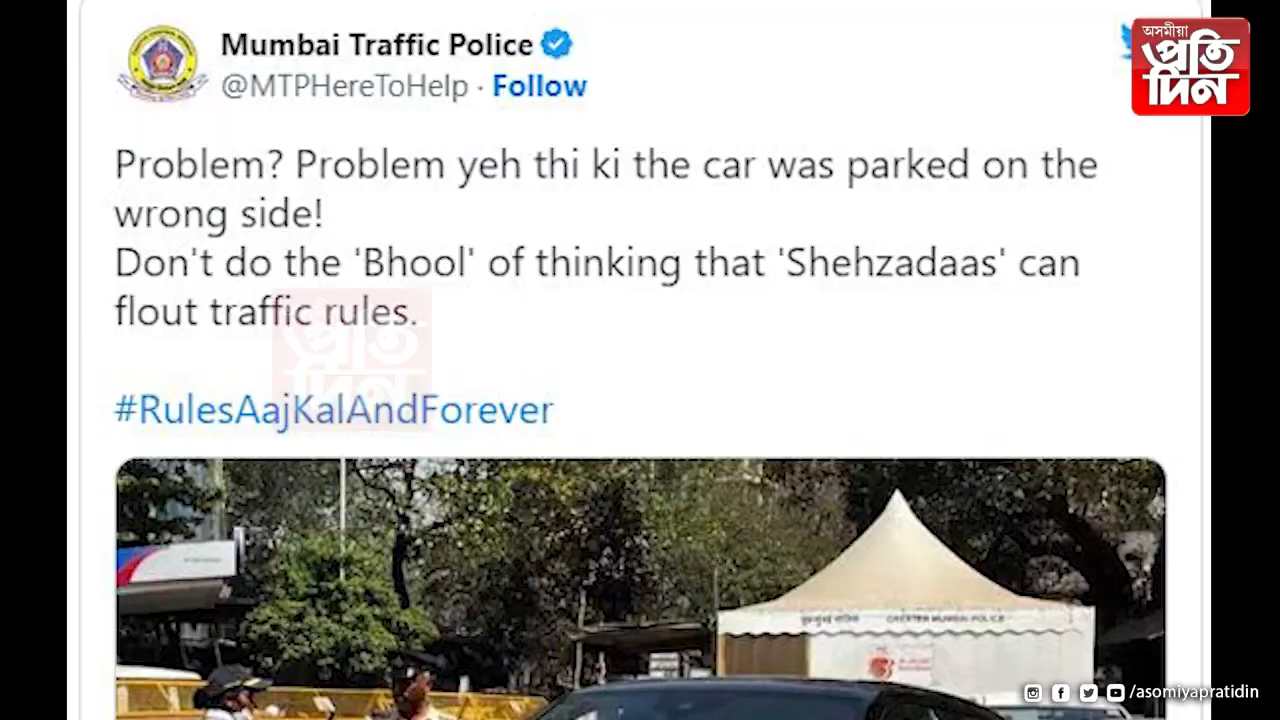 Mumbai Traffic Police
@MTPHereToHelp · Follow
অসমীয়া
প্ৰতি
দিন
Problem? Problem yeh thi ki the car was parked on the
wrong side!
Don't do the 'Bhool' of thinking that 'Shehzadaas' can
flout traffic rules.
প্ৰতি
দিন
#RulesAajKalAndForever
GREATER MUMBAI POLICE
/asomiyapratidin